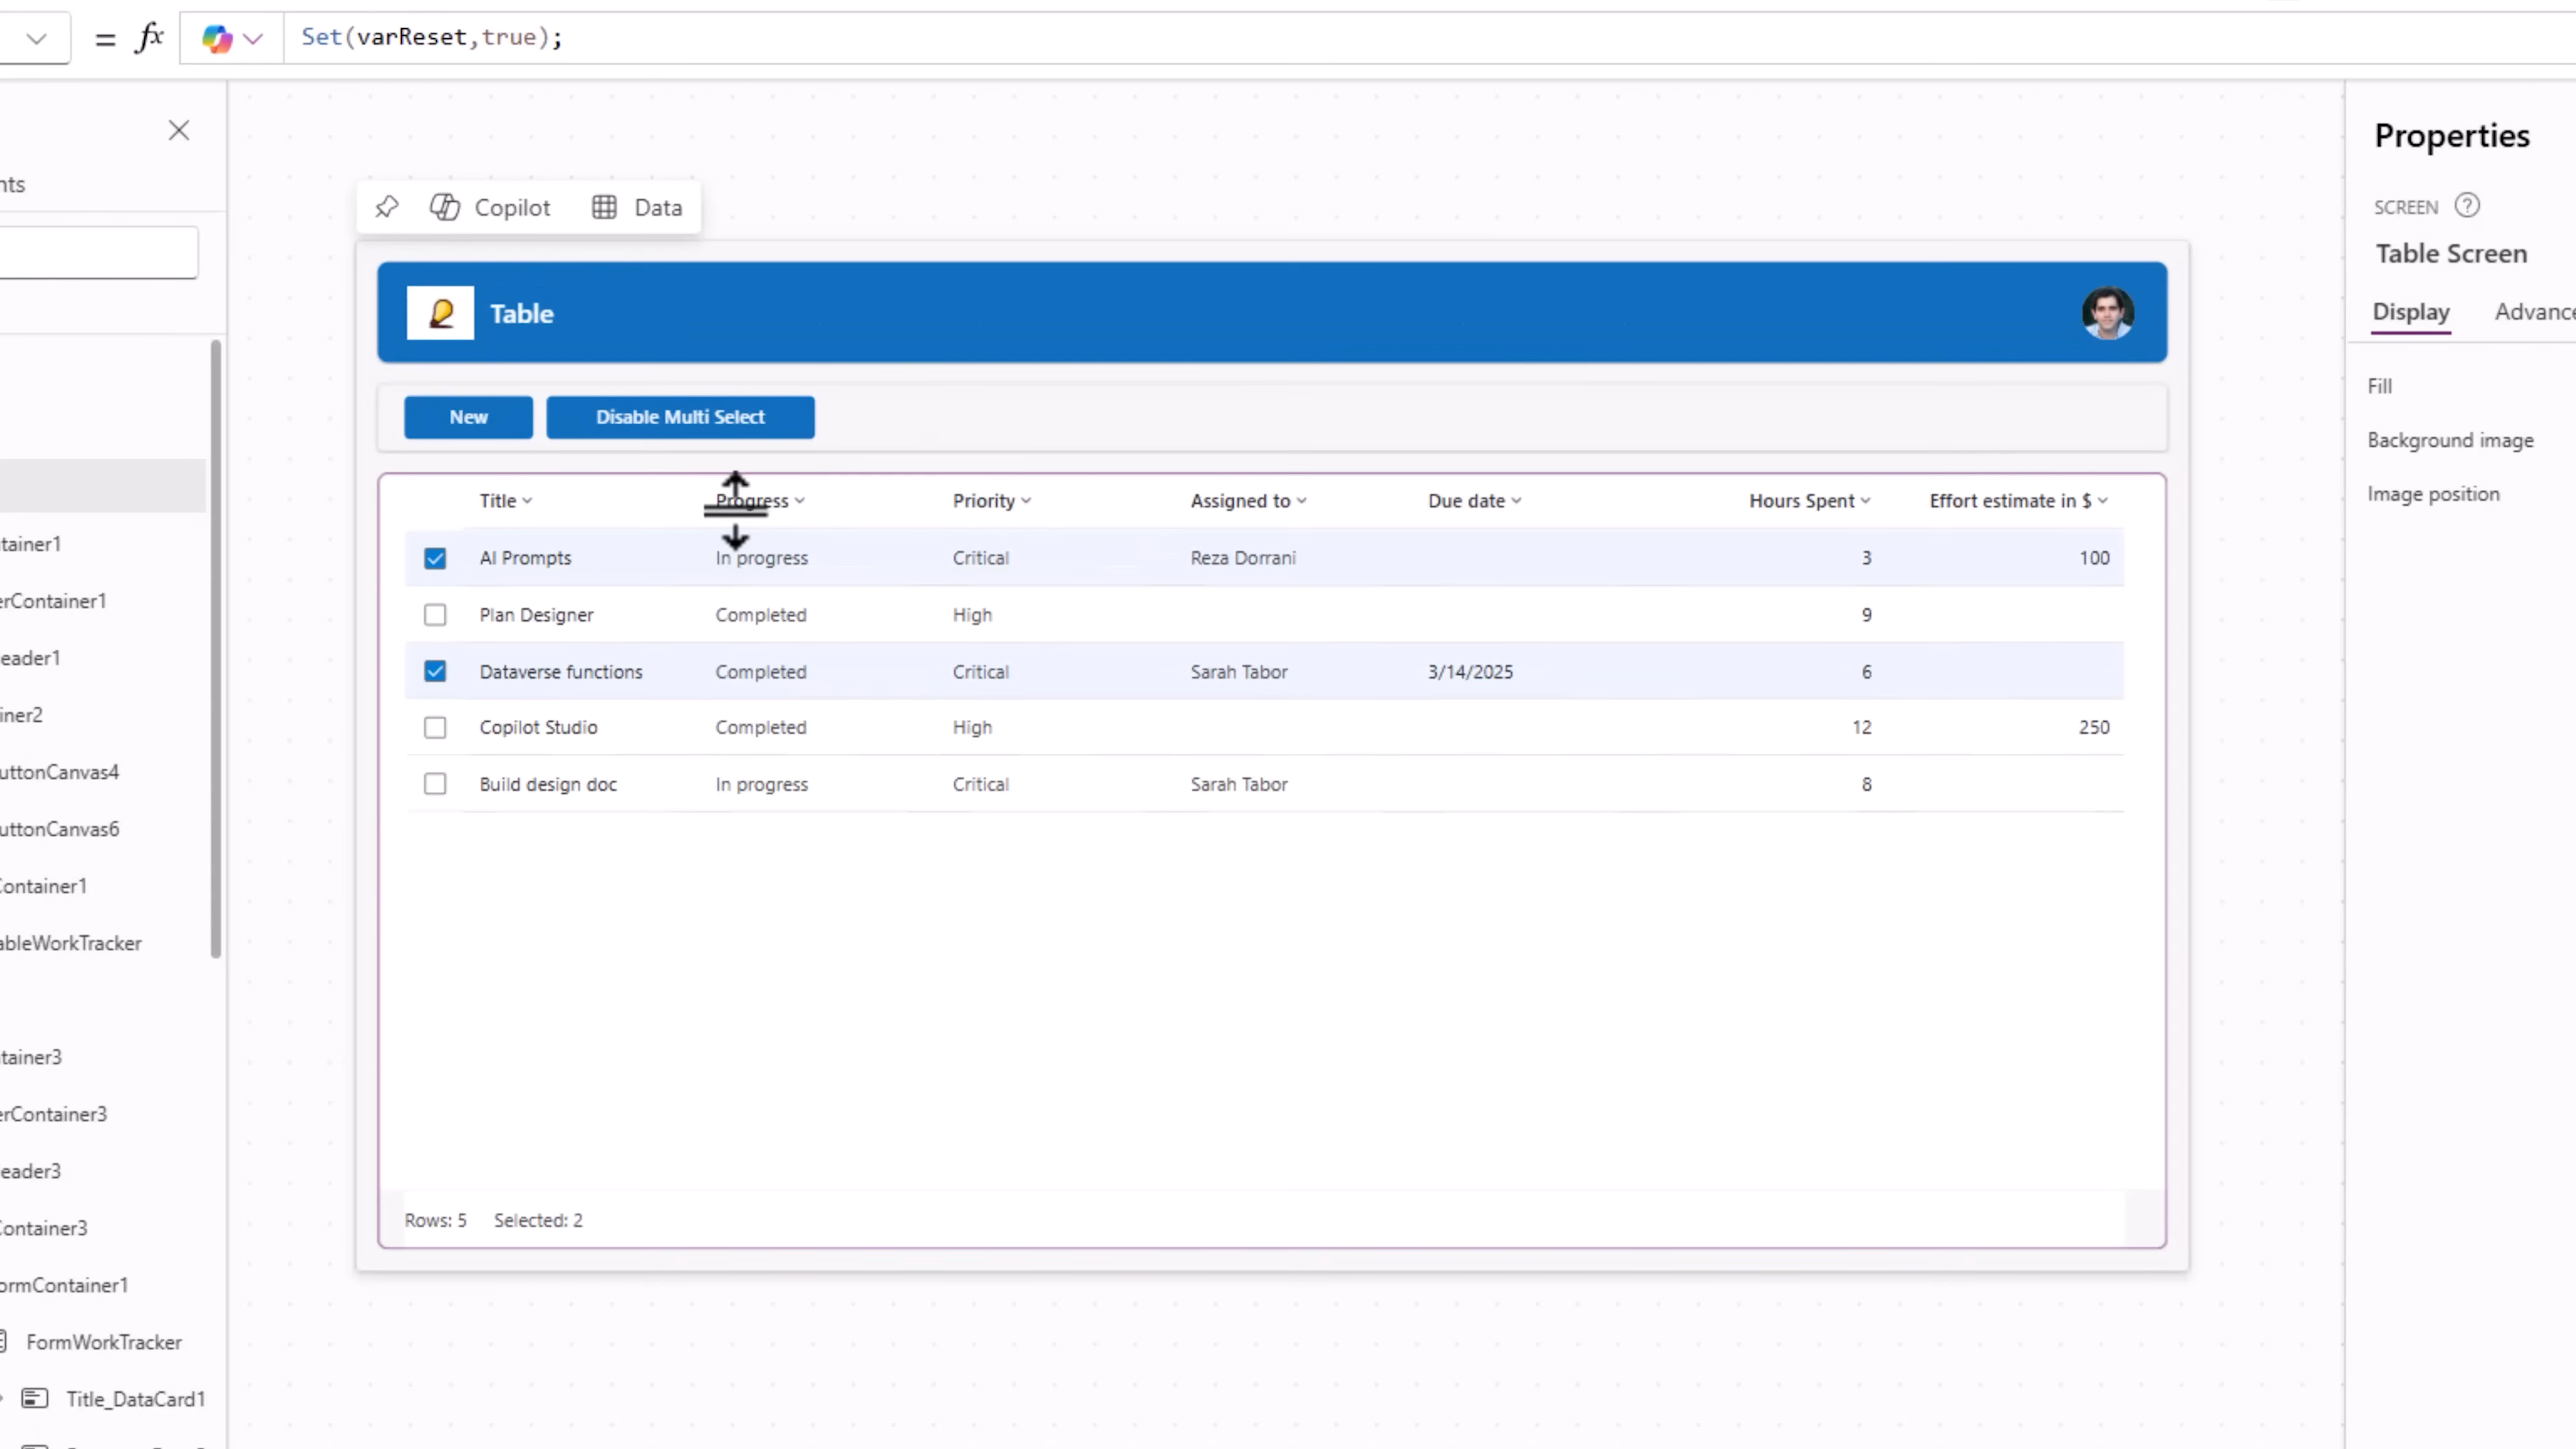 = fx Set(varReset,true);
nts
tainer1
erContainer1
eader1
iner2
uttonCanvas4
uttonCanvas6
Container1
ableWorkTracker
tainer3
erContainer3
eader3
Container3
ormContainer1
FormWorkTracker
Title_DataCard1
Copilot Data
Table
New Disable Multi Select
Title Progress Priority Assigned to Due date Hours Spent Effort estimate in $
AI Prompts In progress Critical Reza Dorrani 3 100
Plan Designer Completed High 9
Dataverse functions Completed Critical Sarah Tabor 3/14/2025 6
Copilot Studio Completed High 12 250
Build design doc In progress Critical Sarah Tabor 8
Rows: 5 Selected: 2
Properties
SCREEN ?
Table Screen
Display Advance
Fill
Background image
Image position